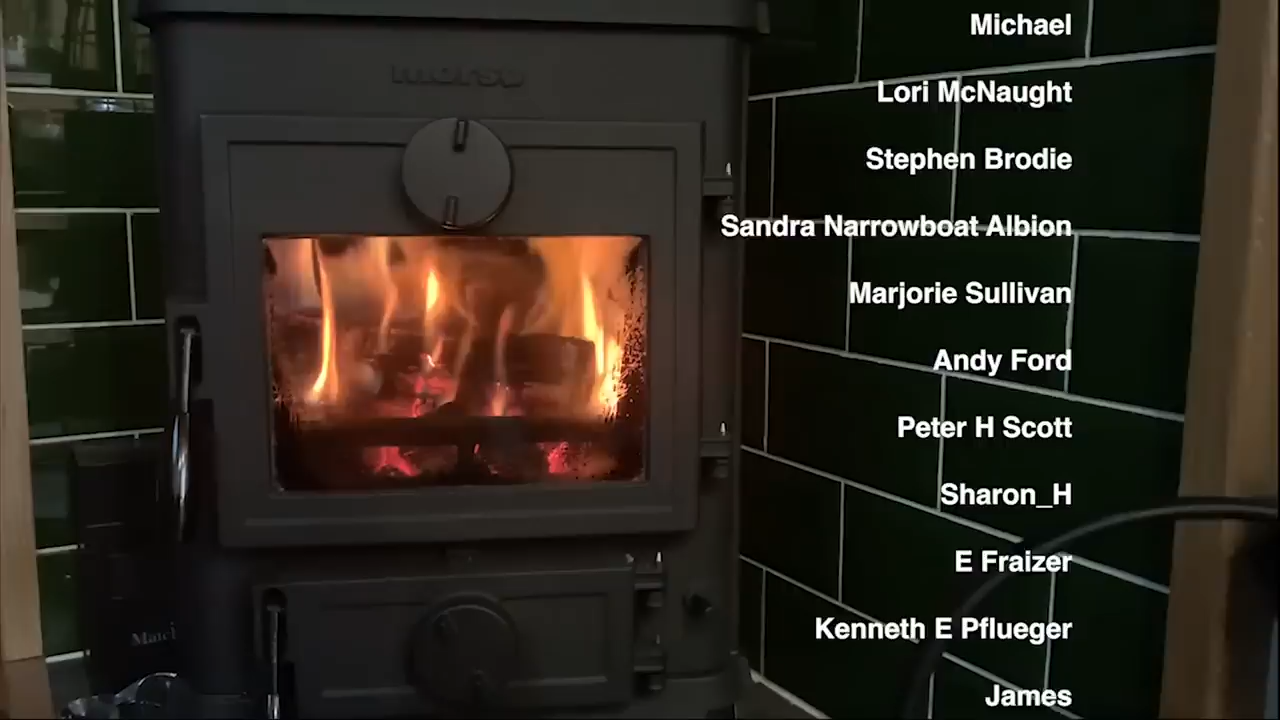 morsø
Michael
Lori McNaught
Stephen Brodie
Sandra Narrowboat Albion
Marjorie Sullivan
Andy Ford
Peter H Scott
Sharon_H
E Fraizer
Kenneth E Pflueger
James